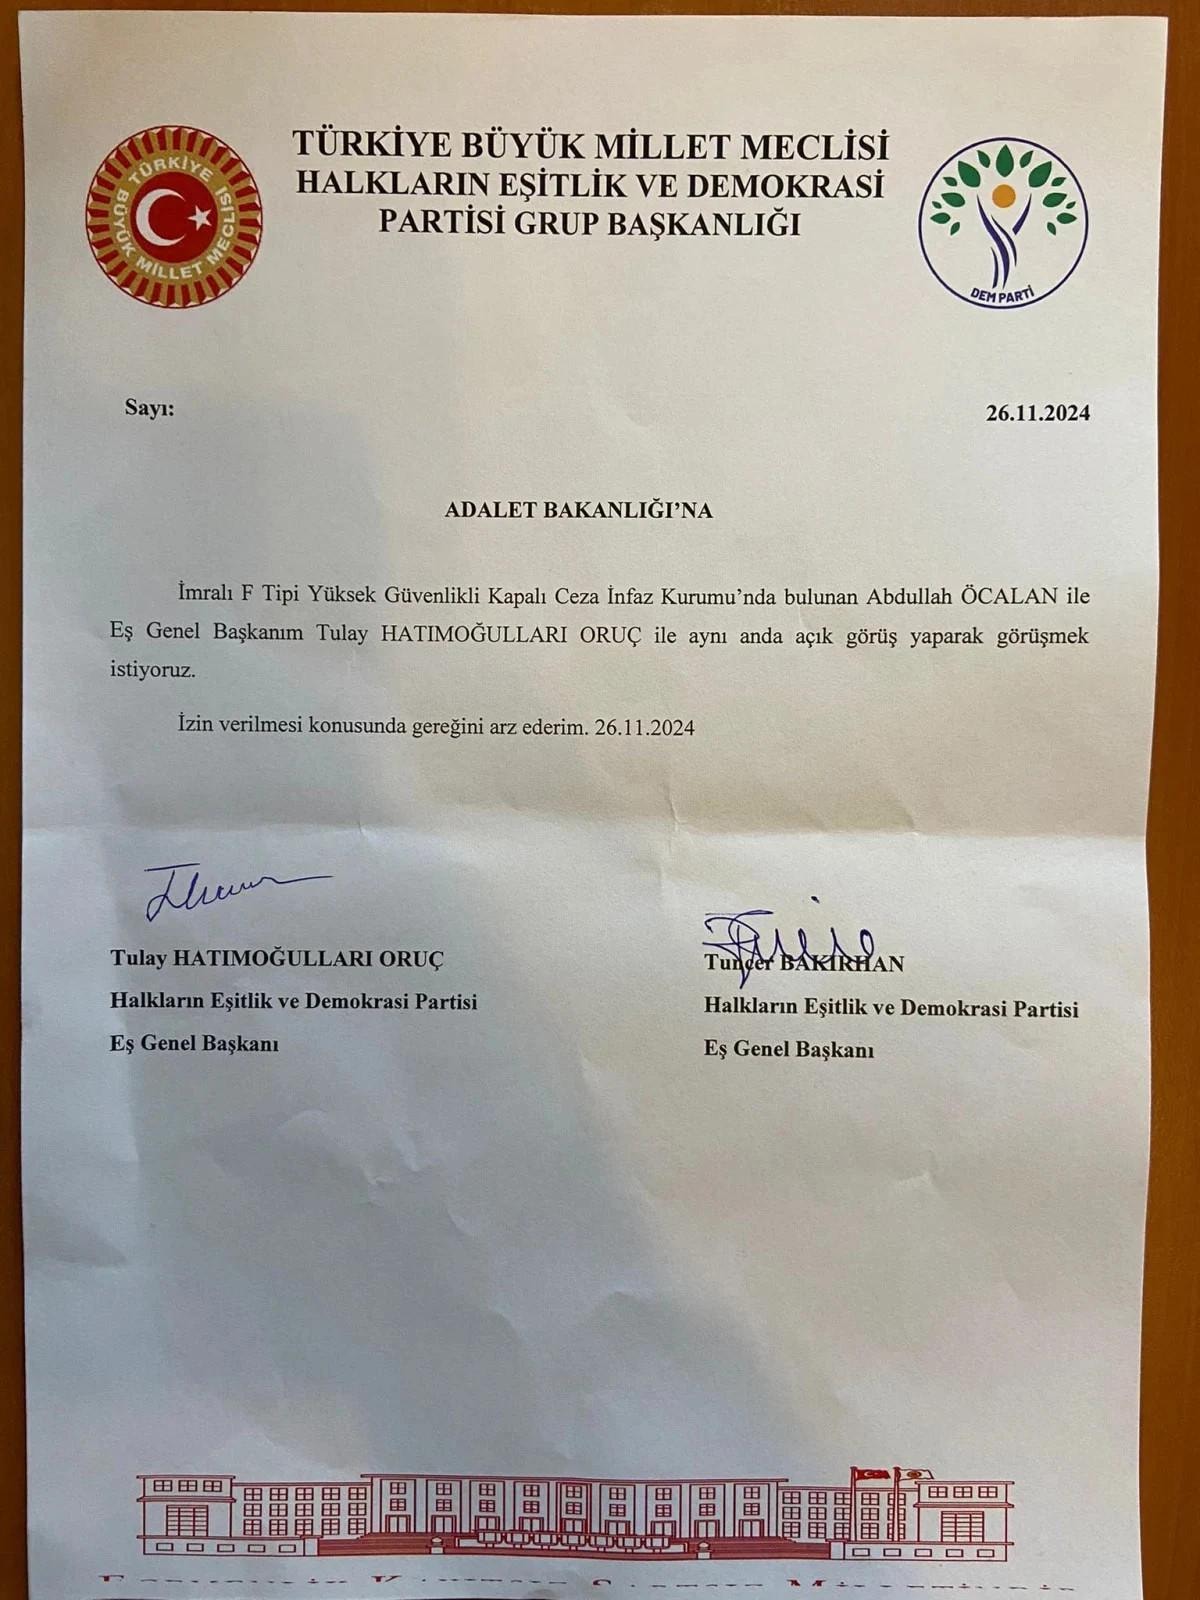 TÜRKİYE BÜYÜK MİLLET MECLİSİ
HALKLARIN EŞİTLİK VE DEMOKRASİ
PARTİSİ GRUP BAŞKANLIĞI
TÜRKİYE
BÜYÜK MİLLET MECLİSİ
DEM PARTİ
Sayı:
26.11.2024
ADALET BAKANLIĞI’NA
İmralı F Tipi Yüksek Güvenlikli Kapalı Ceza İnfaz Kurumu’nda bulunan Abdullah ÖCALAN ile
Eş Genel Başkanım Tulay HATIMOĞULLARI ORUÇ ile aynı anda açık görüş yaparak görüşmek
istiyoruz.
İzin verilmesi konusunda gereğini arz ederim. 26.11.2024
Tulay HATIMOĞULLARI ORUÇ
Halkların Eşitlik ve Demokrasi Partisi
Eş Genel Başkanı
Tunçer BAKIRHAN
Halkların Eşitlik ve Demokrasi Partisi
Eş Genel Başkanı